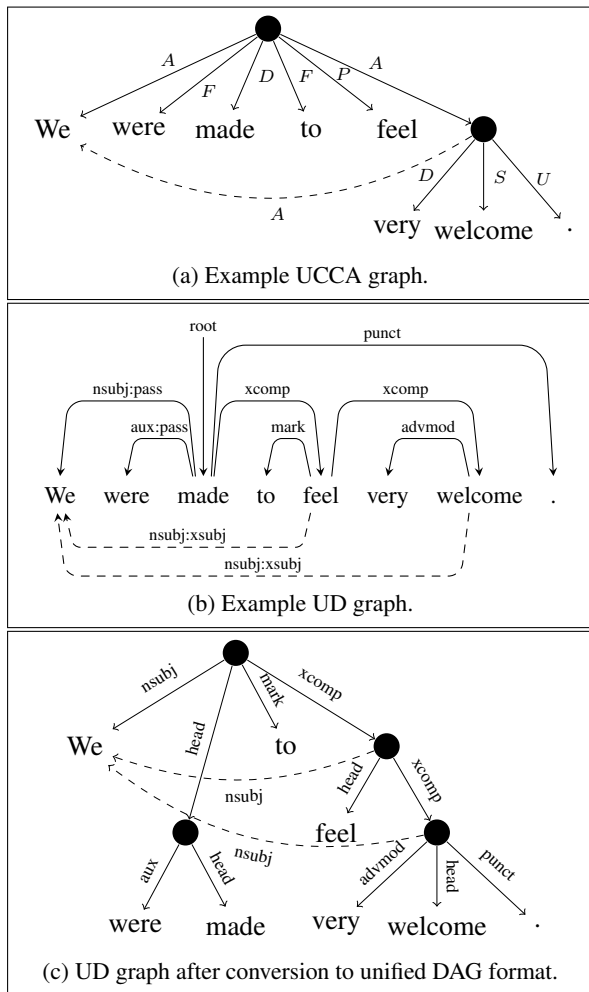 A F D F P A
We were made to feel
A
D S U
very welcome .
(a) Example UCCA graph.
root
punct
nsubj:pass xcomp xcomp
aux:pass mark advmod
We were made to feel very welcome .
nsubj:xsubj
nsubj:xsubj
(b) Example UD graph.
nsubj head mark xcomp
We to
nsubj head xcomp
feel
nsubj
aux head advmod head punct
were made very welcome .
(c) UD graph after conversion to unified DAG format.